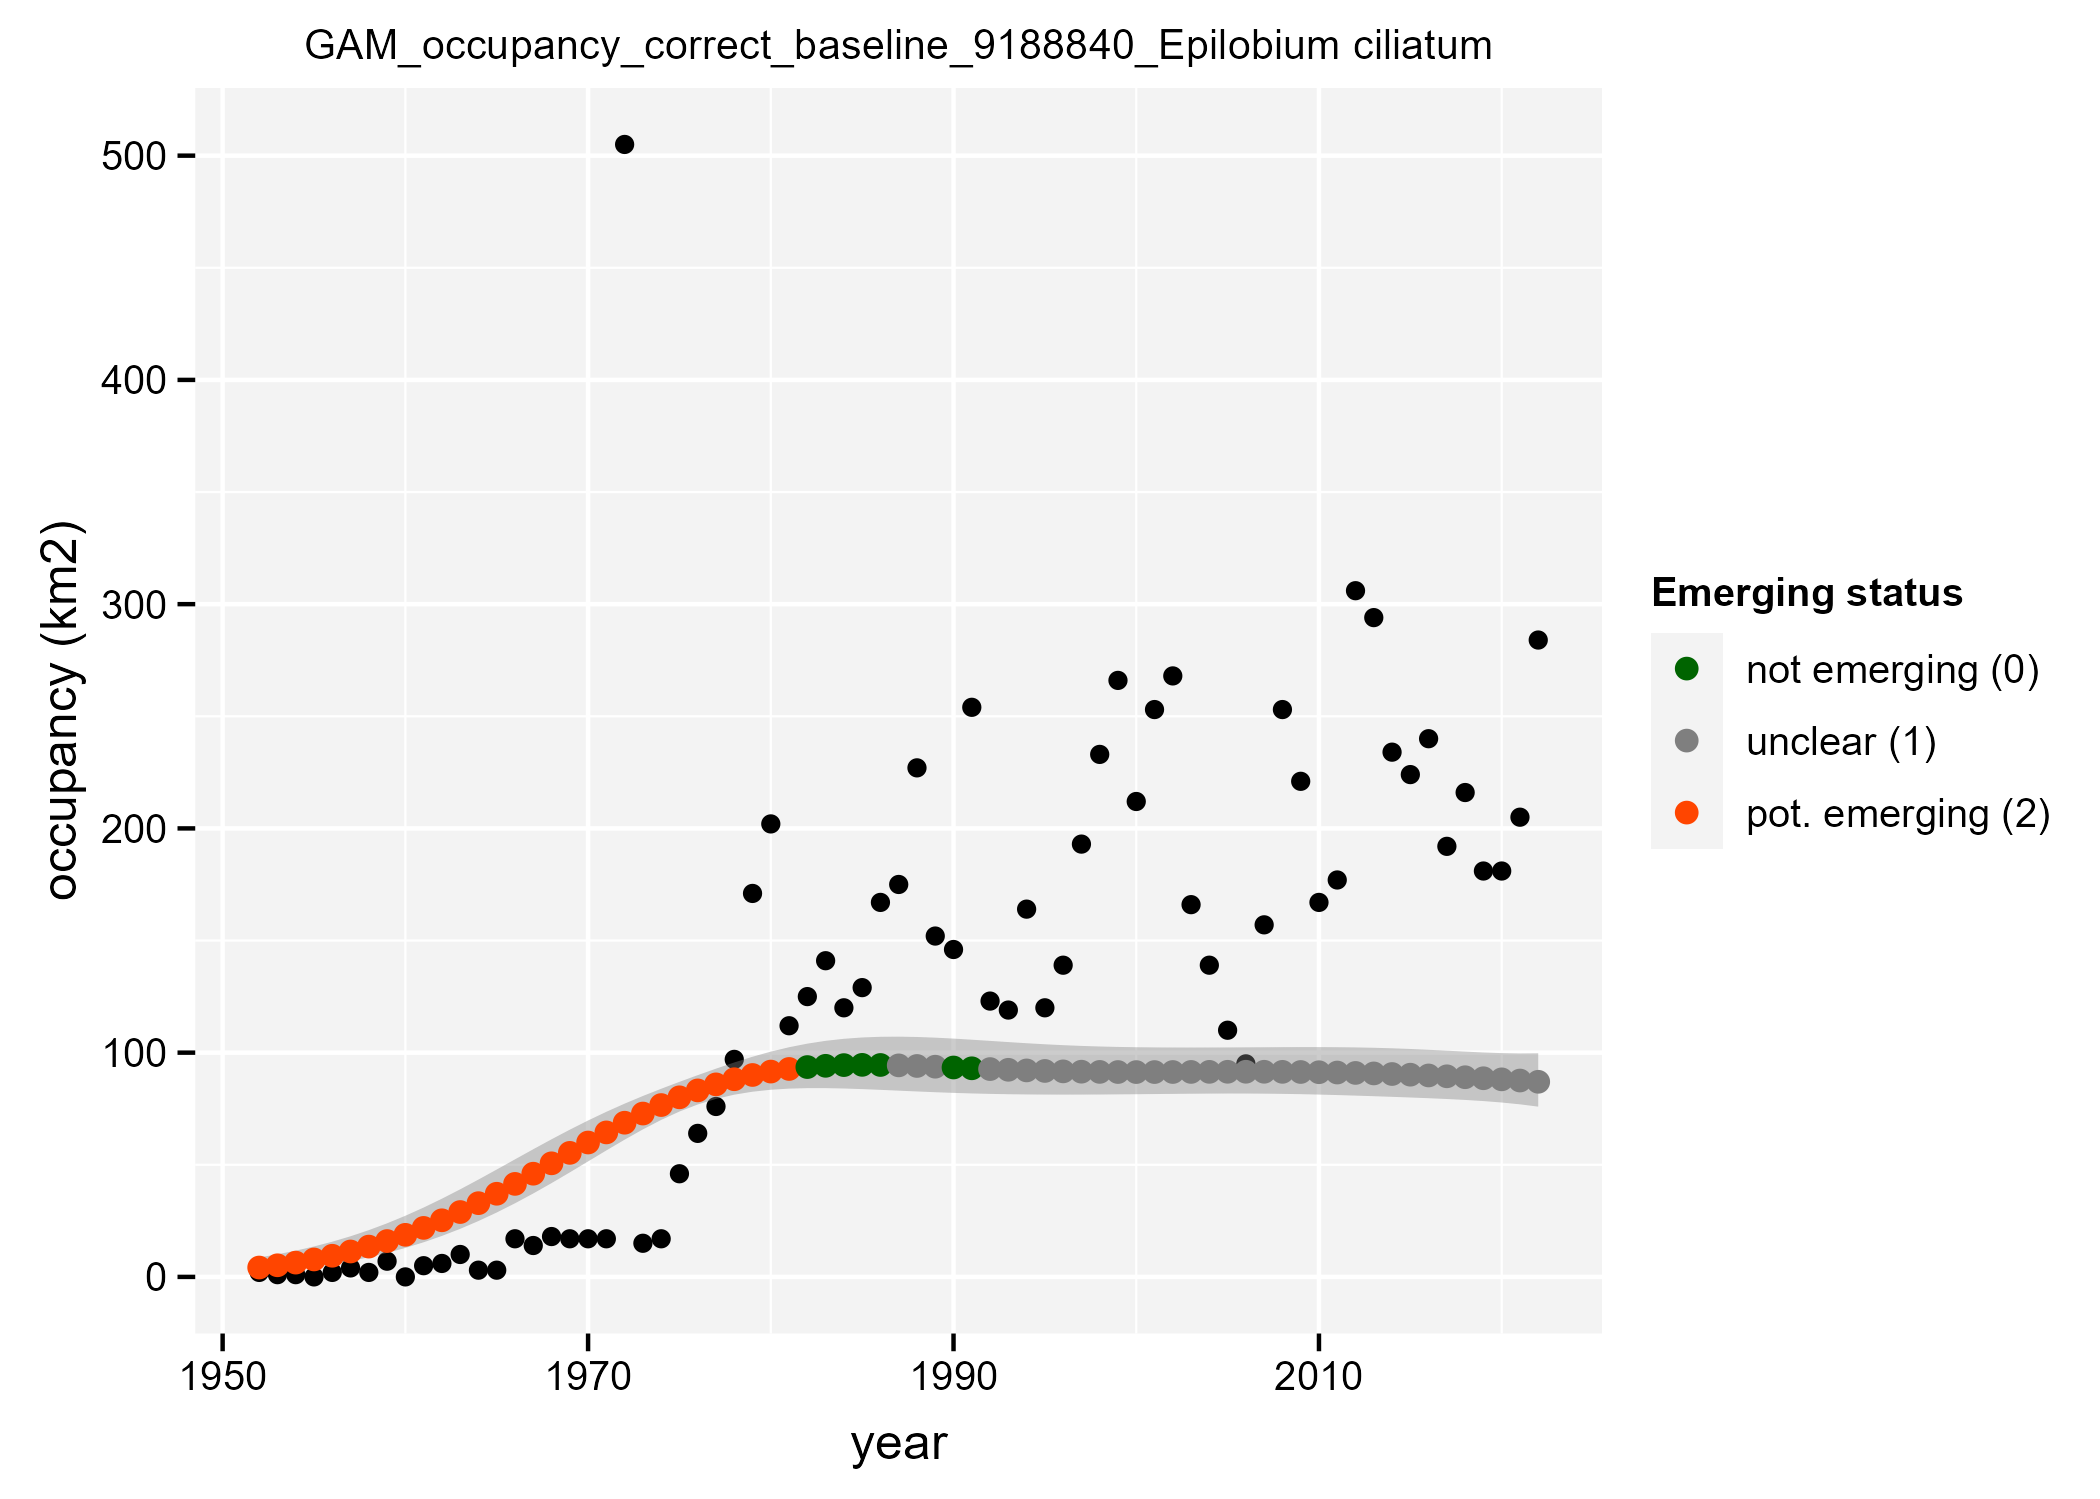 GAM_occupancy_correct_baseline_9188840_Epilobium ciliatum
500
400
300
200
100
0
occupancy (km2)
1950 1970 1990 2010
year
Emerging status
not emerging (0)
unclear (1)
pot. emerging (2)